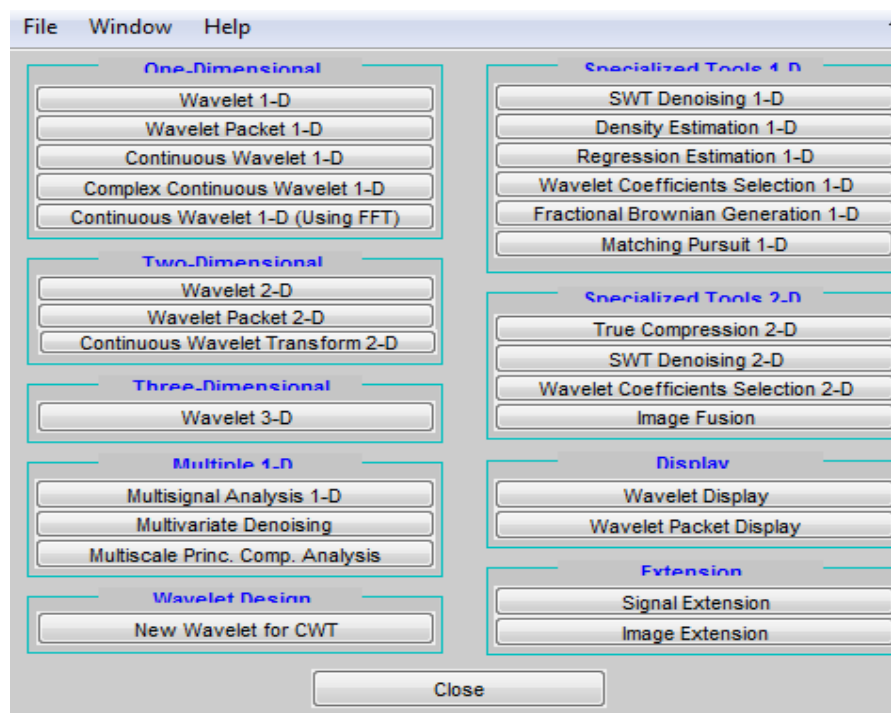 File Window Help
One-Dimensional
Wavelet 1-D
Wavelet Packet 1-D
Continuous Wavelet 1-D
Complex Continuous Wavelet 1-D
Continuous Wavelet 1-D (Using FFT)
Two-Dimensional
Wavelet 2-D
Wavelet Packet 2-D
Continuous Wavelet Transform 2-D
Three-Dimensional
Wavelet 3-D
Multiple 1-D
Multisignal Analysis 1-D
Multivariate Denoising
Multiscale Princ. Comp. Analysis
Wavelet Design
New Wavelet for CWT
Specialized Tools 1-D
SWT Denoising 1-D
Density Estimation 1-D
Regression Estimation 1-D
Wavelet Coefficients Selection 1-D
Fractional Brownian Generation 1-D
Matching Pursuit 1-D
Specialized Tools 2-D
True Compression 2-D
SWT Denoising 2-D
Wavelet Coefficients Selection 2-D
Image Fusion
Display
Wavelet Display
Wavelet Packet Display
Extension
Signal Extension
Image Extension
Close